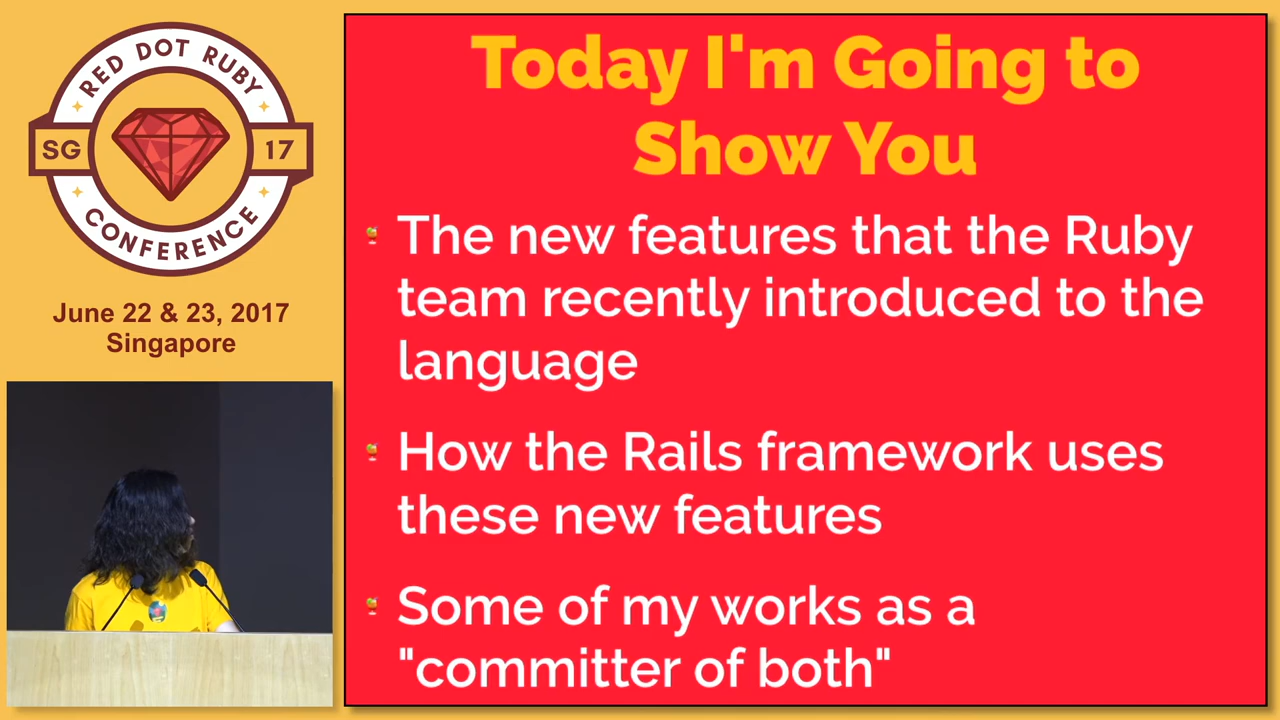 RED DOT RUBY
SG 17
CONFERENCE
June 22 & 23, 2017
Singapore
Today I'm Going to
Show You
The new features that the Ruby
team recently introduced to the
language
How the Rails framework uses
these new features
Some of my works as a
"committer of both"